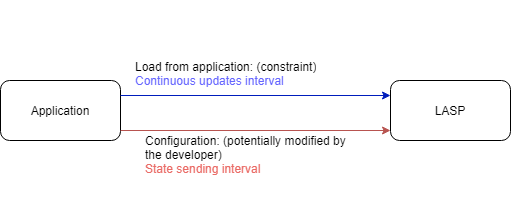 Load from application: (constraint)
Continuous updates interval
Application
LASP
Configuration: (potentially modified by
the developer)
State sending interval